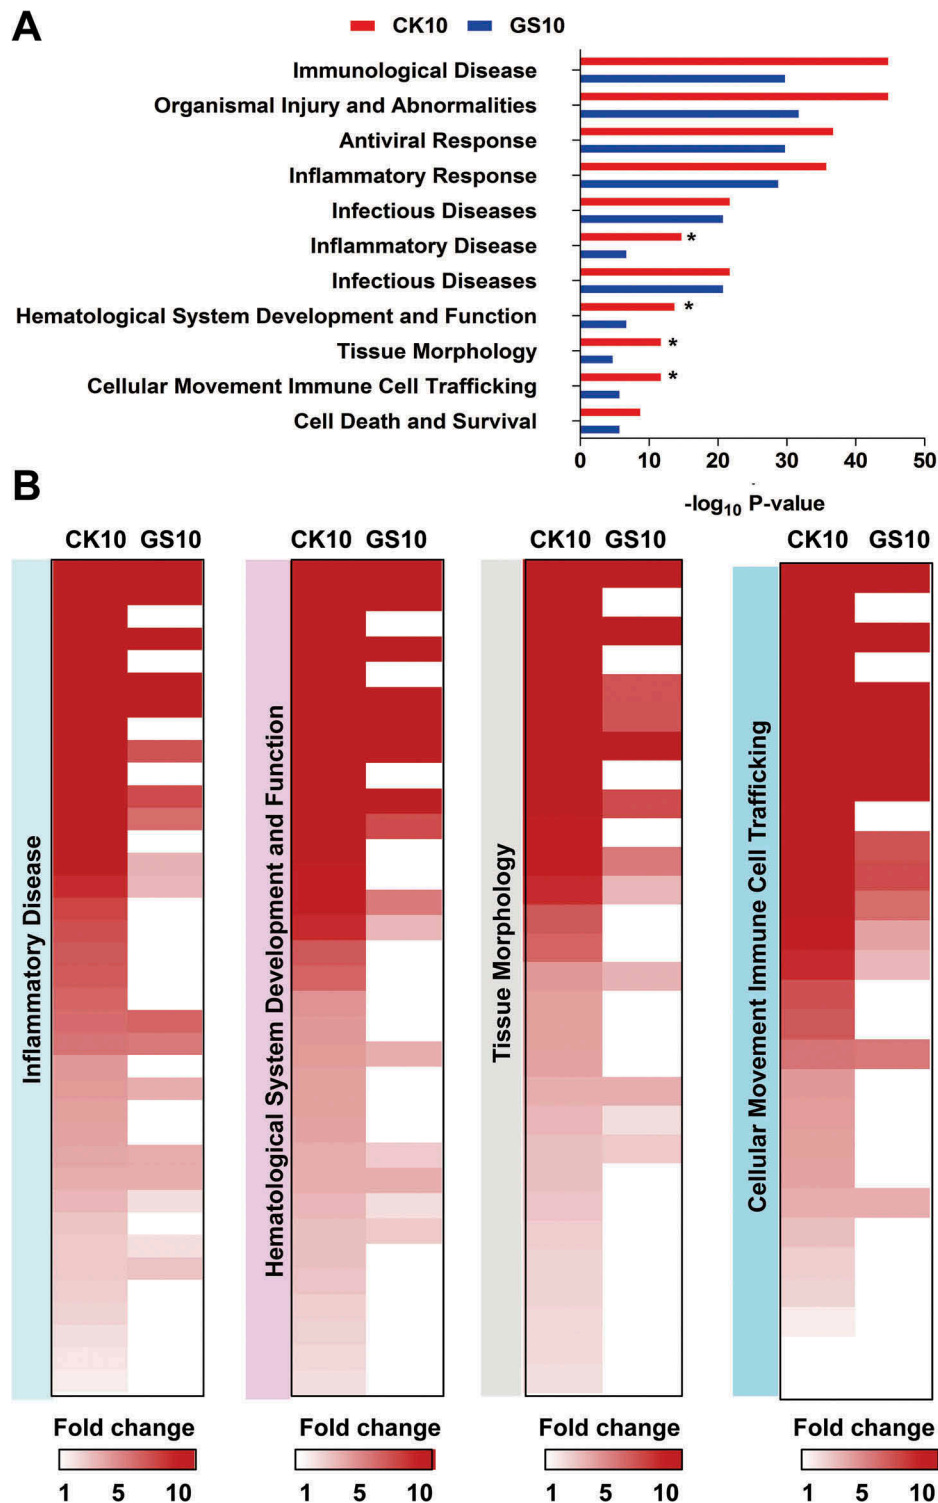 A
CK10 GS10
Immunological Disease
Organismal Injury and Abnormalities
Antiviral Response
Inflammatory Response
Infectious Diseases
Inflammatory Disease *
Infectious Diseases
Hematological System Development and Function *
Tissue Morphology *
Cellular Movement Immune Cell Trafficking *
Cell Death and Survival
0 10 20 30 40 50
-log10 P-value
B
CK10 GS10 CK10 GS10 CK10 GS10 CK10 GS10
Inflammatory Disease
Hematological System Development and Function
Tissue Morphology
Cellular Movement Immune Cell Trafficking
Fold change Fold change Fold change Fold change
1 5 10 1 5 10 1 5 10 1 5 10